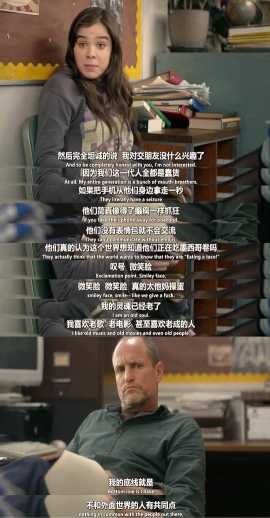 然后完全坦诚的说 我对交朋友没什么兴趣了
And to be completely honest with you, I'm not interested.
因为我们这一代人全都是蠢货
At all. My entire generation is a bunch of mouth-breathers.
如果把手机从他们身边拿走一秒
They literally have a seizure
他们简直像得了癫痫一样抓狂
if you take their phone away for a second.
他们没有表情包就不会交流
They can't communicate without emojis.
他们真的认为这个世界想知道他们正在吃墨西哥卷吗
They actually think that the world wants to know that they are "Eating a taco!"
叹号 微笑脸
Exclamation point. Smiley face,
微笑脸 微笑脸 真的太他妈操蛋
smiley face, smile-- like we give a fuck.
我的灵魂已经老了
I am an old soul.
我喜欢老歌 老电影 甚至喜欢老成的人
I like old music and old movies and even old people.
我的底线就是
Bottom line is I have
不和外面世界的人有共同点
nothing in common with the people out there,